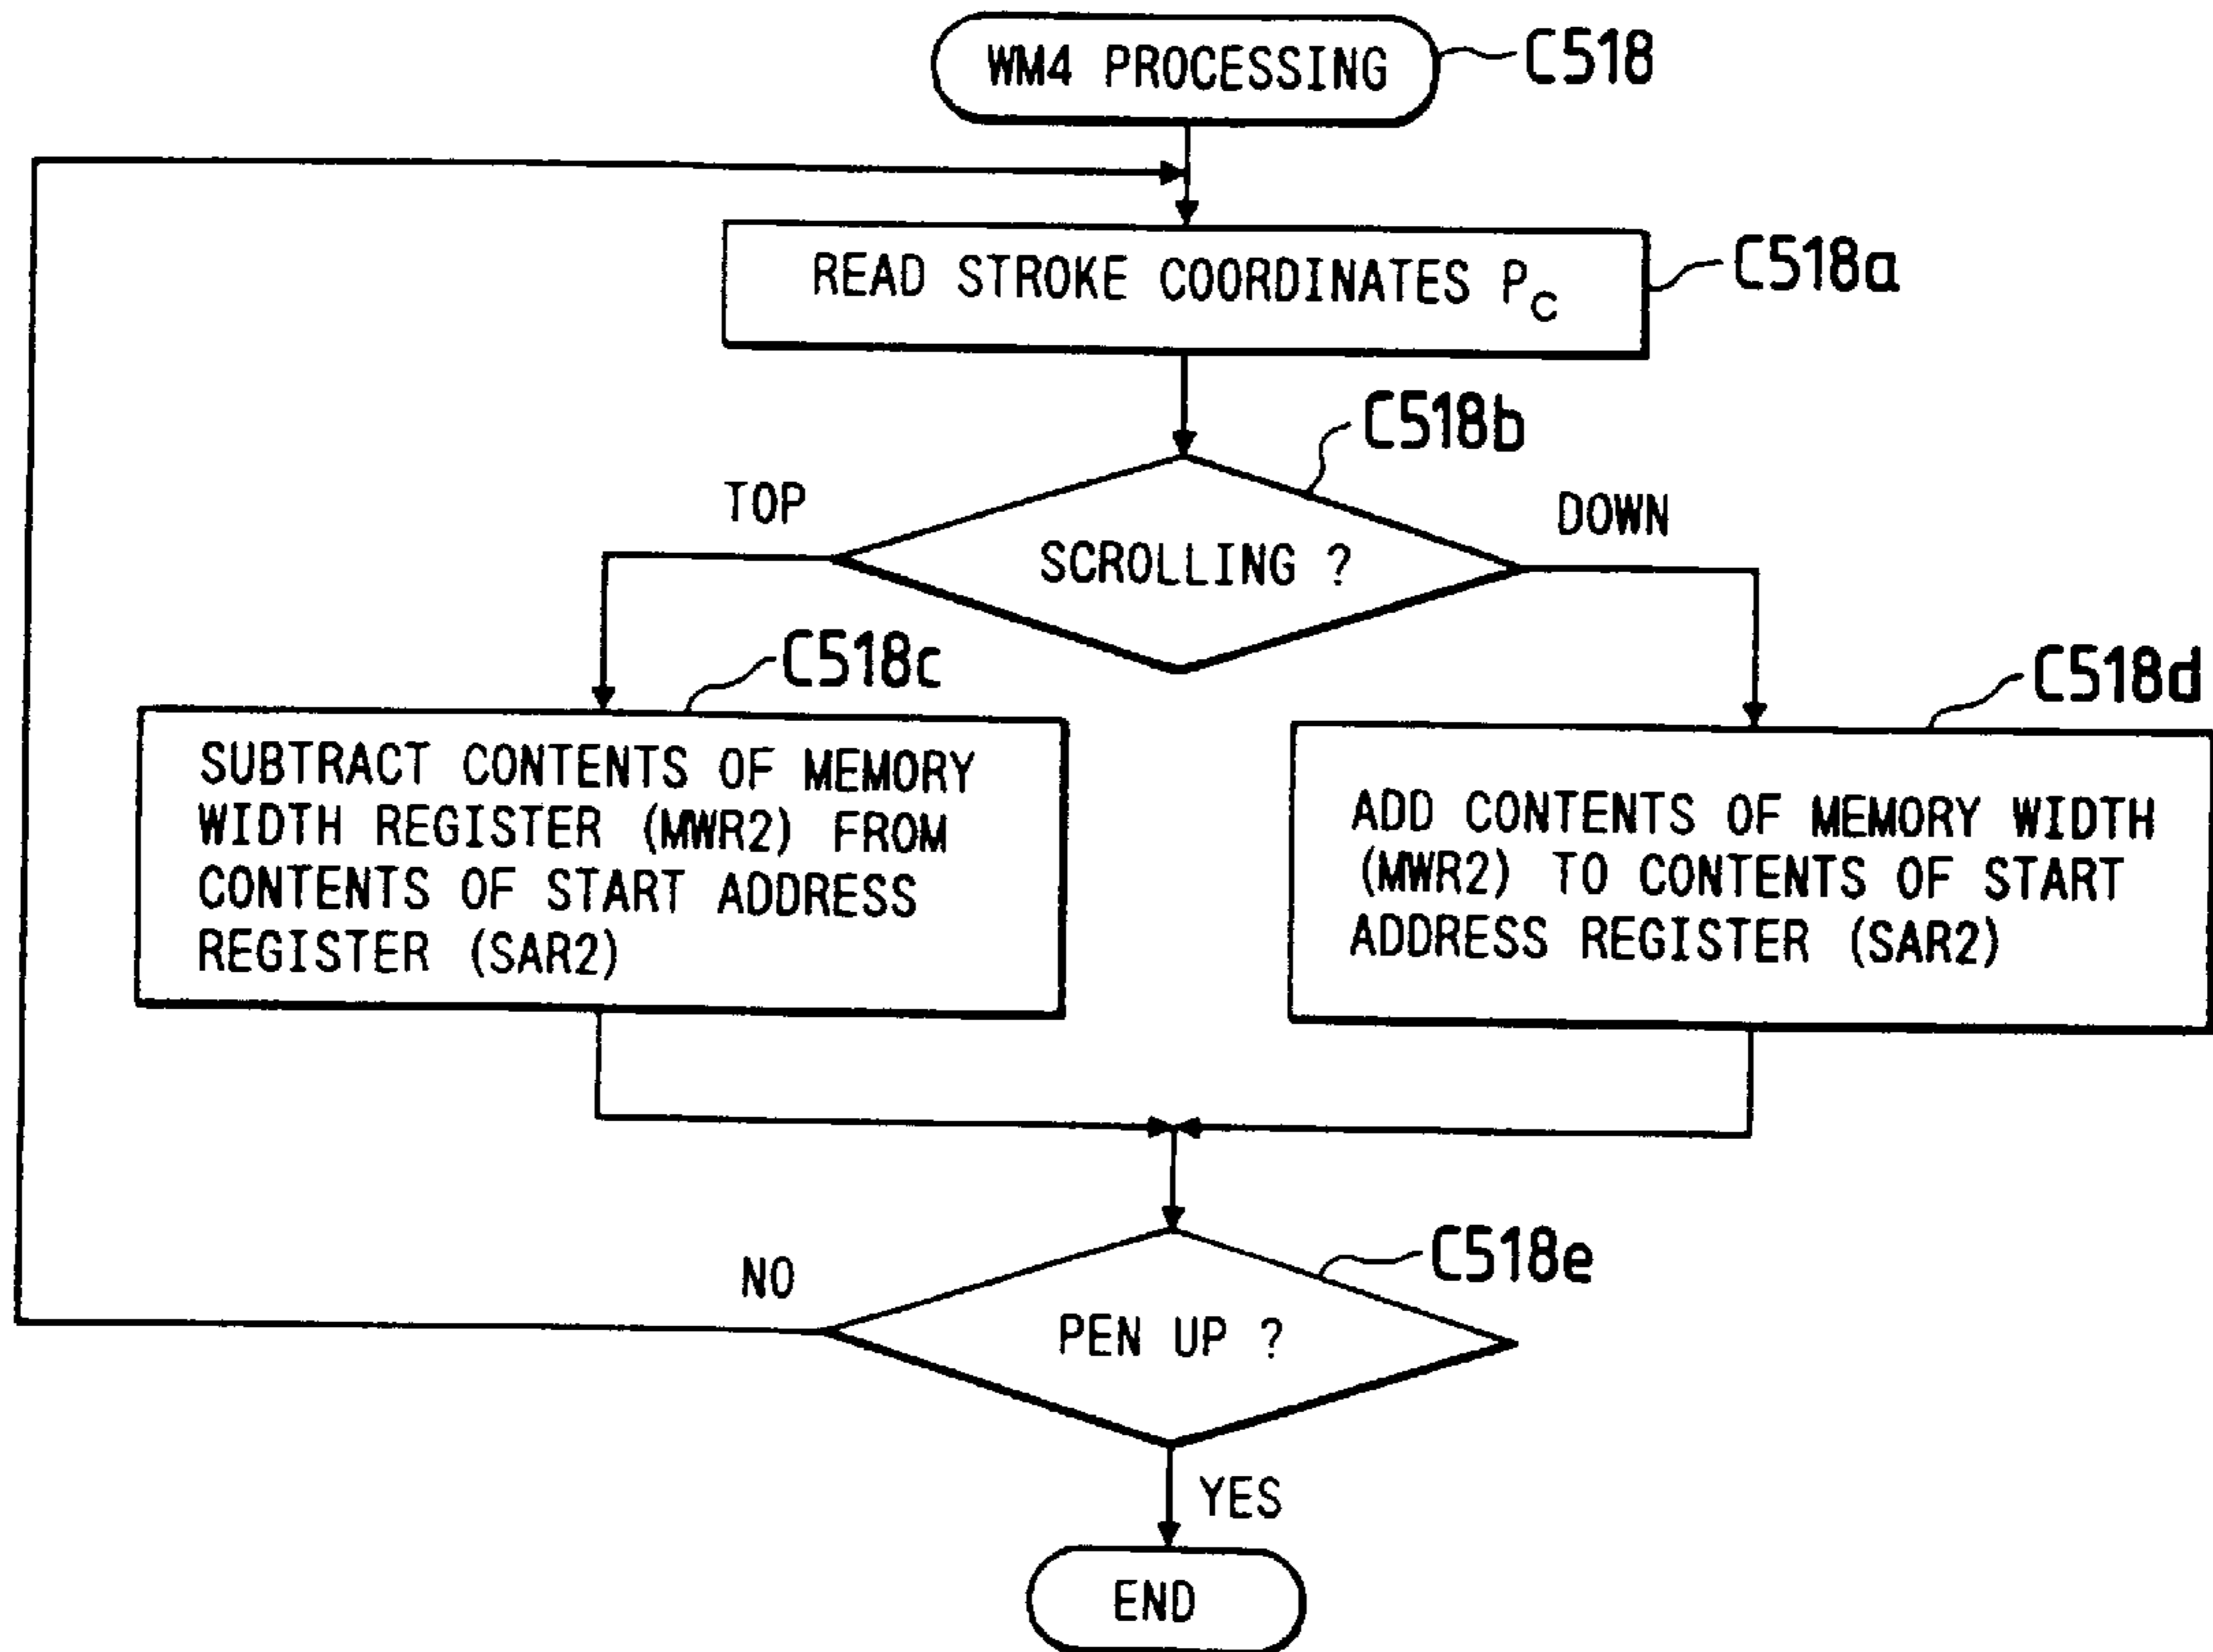 WM4 PROCESSING
C518
READ STROKE COORDINATES PC
C518a
C518b
TOP
DOWN
SCROLLING ?
C518c
C518d
SUBTRACT CONTENTS OF MEMORY
WIDTH REGISTER (MWR2) FROM
CONTENTS OF START ADDRESS
REGISTER (SAR2)
ADD CONTENTS OF MEMORY WIDTH
(MWR2) TO CONTENTS OF START
ADDRESS REGISTER (SAR2)
C518e
NO
PEN UP ?
YES
END